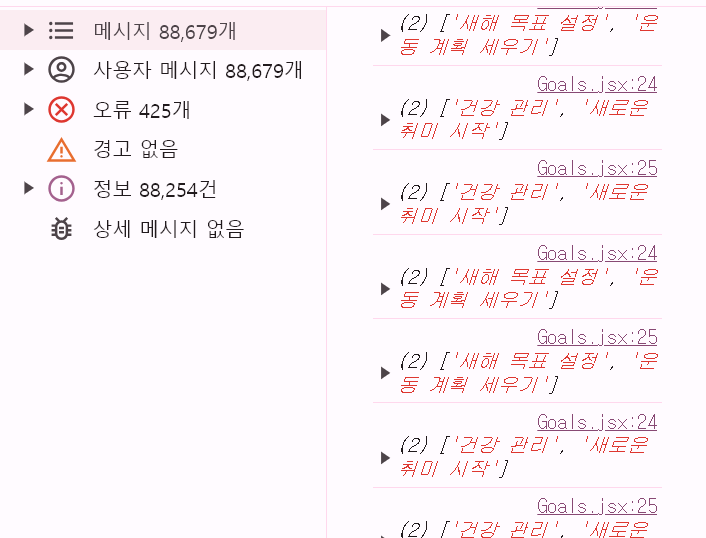 메시지 88,679개
사용자 메시지 88,679개
오류 425개
경고 없음
정보 88,254건
상세 메시지 없음
(2) ['새해 목표 설정', '운
동 계획 세우기']
Goals.jsx:24
(2) ['건강 관리', '새로운
취미 시작']
Goals.jsx:25
(2) ['건강 관리', '새로운
취미 시작']
Goals.jsx:24
(2) ['새해 목표 설정', '운
동 계획 세우기']
Goals.jsx:25
(2) ['새해 목표 설정', '운
동 계획 세우기']
Goals.jsx:24
(2) ['건강 관리', '새로운
취미 시작']
Goals.jsx:25
(2) ['건강 관리', '새로운